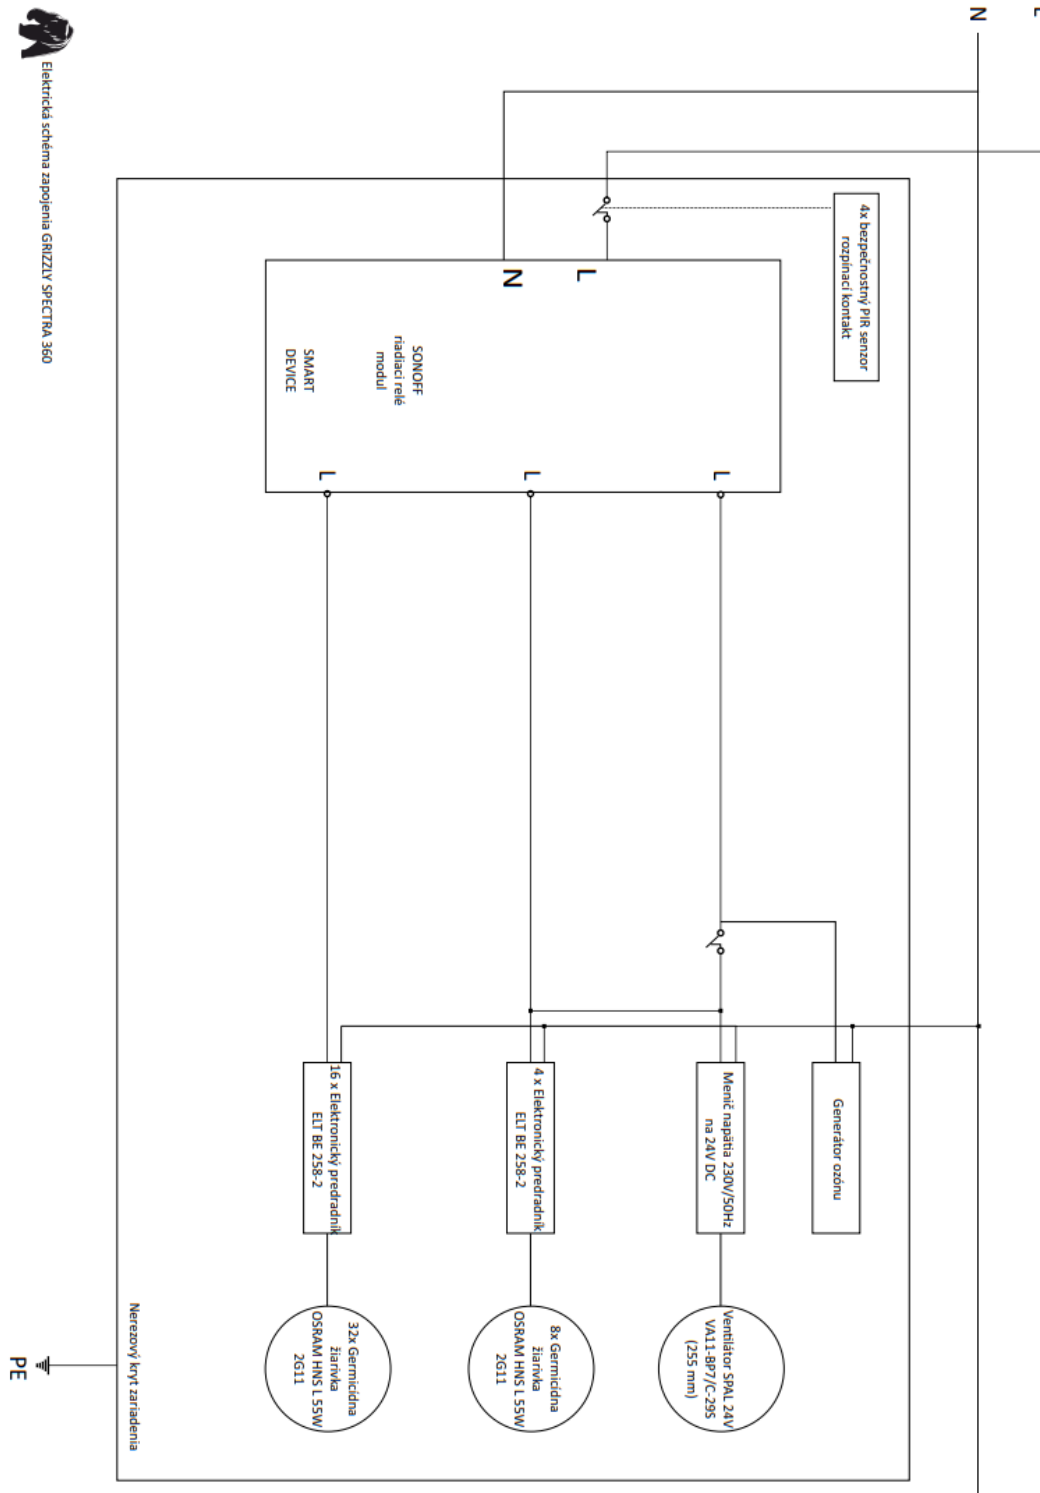 L
N
4x bezpečnostný PIR senzor
rozpínací kontakt
L
N
SONOFF
riadiaci relé
modul
SMART
DEVICE
L
L
L
Generátor ozónu
Menič napätia 230V/50Hz
na 24V DC
4 x Elektronický predradník
ELT BE 258-2
16 x Elektronický predradník
ELT BE 258-2
Ventilátor SPAL 24V
VA11-BP7/C-29S
(255 mm)
8x Germicídna
žiarivka
OSRAM HNS L 55W
2G11
32x Germicídna
žiarivka
OSRAM HNS L 55W
2G11
Nerezový kryt zariadenia
PE
Elektrická schéma zapojenia GRIZZLY SPECTRA 360